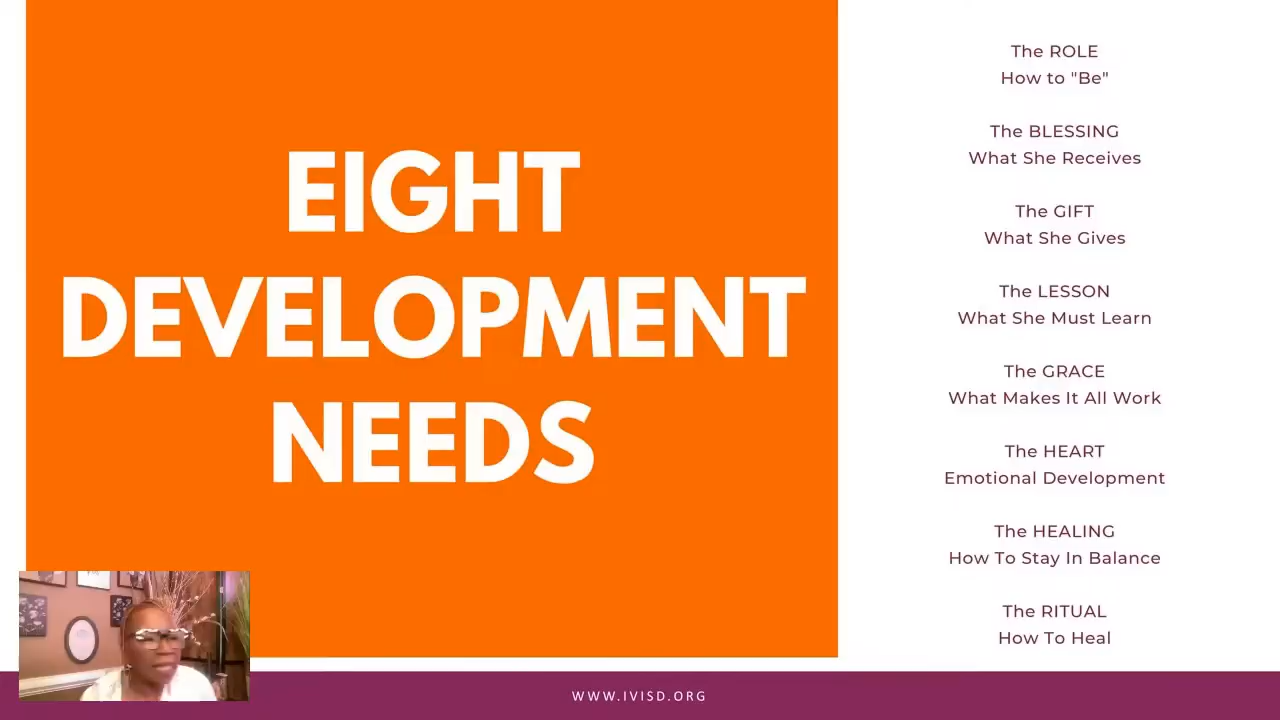 EIGHT
DEVELOPMENT
NEEDS
The ROLE
How to "Be"
The BLESSING
What She Receives
The GIFT
What She Gives
The LESSON
What She Must Learn
The GRACE
What Makes It All Work
The HEART
Emotional Development
The HEALING
How To Stay In Balance
The RITUAL
How To Heal
WWW.IVISD.ORG